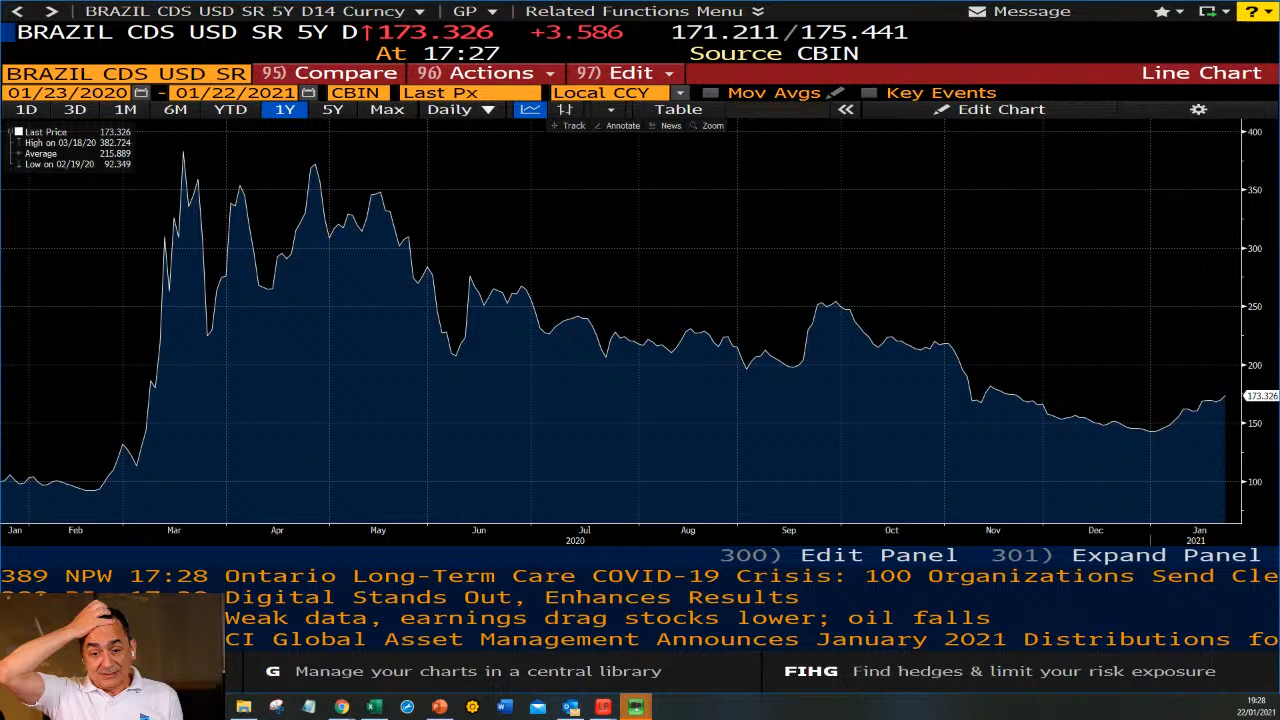 BRAZIL CDS USD SR 5Y D14 Curncy GP Related Functions Menu Message ?
BRAZIL CDS USD SR 5Y D↑173.326 +3.586 171.211/175.441
At 17:27 Source CBIN
BRAZIL CDS USD SR 95) Compare 96) Actions 97) Edit Line Chart
01/23/2020 - 01/22/2021 CBIN Last Px Local CCY Mov Avgs Key Events
1D 3D 1M 6M YTD 1Y 5Y Max Daily ▼ Table « Edit Chart
Track Annotate News Zoom
Last Price 173.326
High on 03/18/20 382.724
Average 215.889
Low on 02/19/20 92.349
400
350
300
250
200
173.326
150
100
Jan Feb Mar Apr May Jun Jul Aug Sep Oct Nov Dec Jan
2020 2021
300) Edit Panel 301) Expand Panel
389 NPW 17:28 Ontario Long-Term Care COVID-19 Crisis: 100 Organizations Send Cle
Digital Stands Out, Enhances Results
Weak data, earnings drag stocks lower; oil falls
CI Global Asset Management Announces January 2021 Distributions fo
G Manage your charts in a central library FIHG Find hedges & limit your risk exposure
19:28
22/01/2021